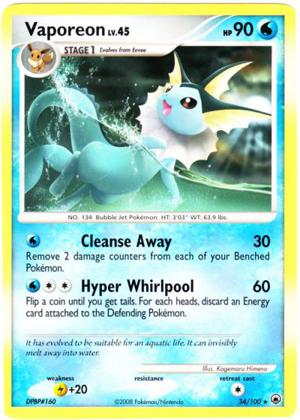 Vaporeon LV.45 HP 90
STAGE 1 Evolves from Eevee
NO. 134 Bubble Jet Pokémon HT: 3'03" WT: 63.9 lbs.
Cleanse Away 30
Remove 2 damage counters from each of your Benched
Pokémon.
Hyper Whirlpool 60
Flip a coin until you get tails. For each heads, discard an Energy
card attached to the Defending Pokémon.
It has evolved to be suitable for an aquatic life. It can invisibly
melt away into water.
Illus. Kagemaru Himeno
weakness resistance retreat cost
+20
DPBP#160 ©2008 Pokémon/Nintendo 34/100 ★